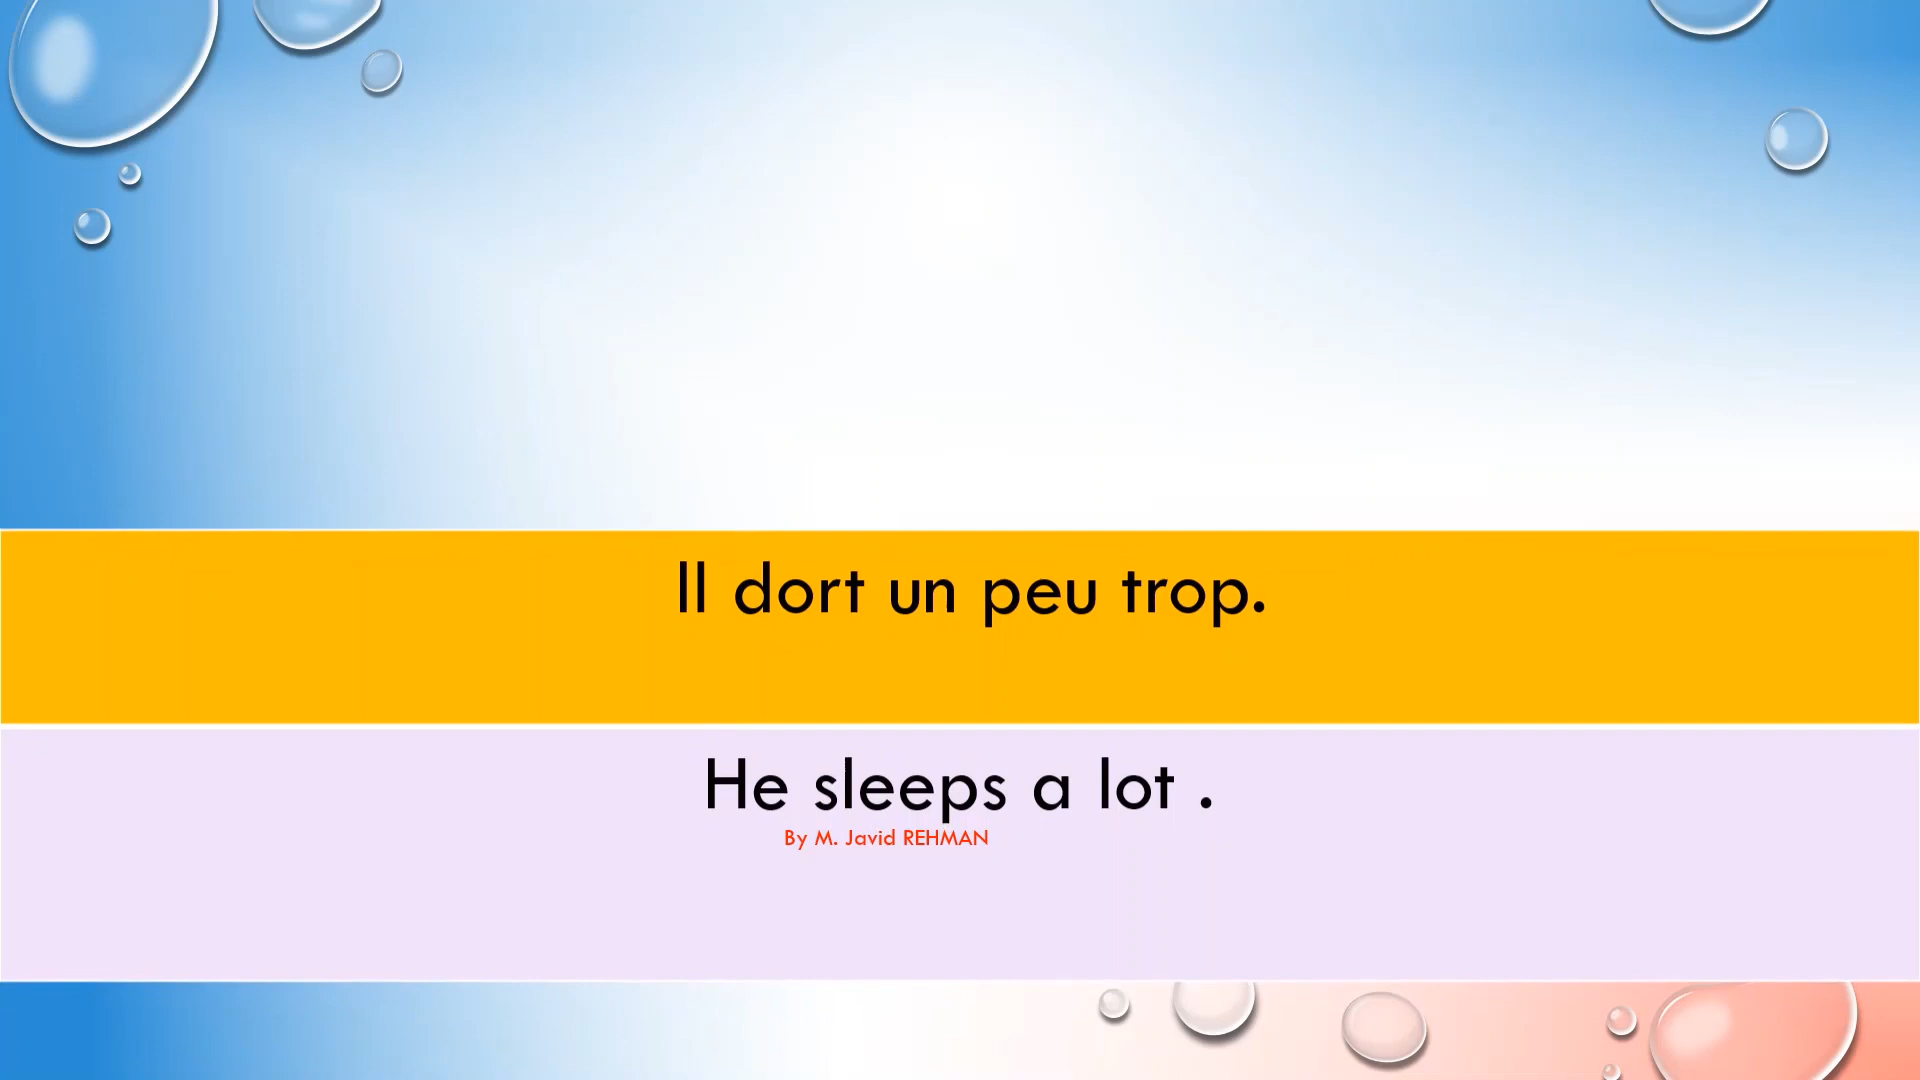 Il dort un peu trop.
He sleeps a lot .
By M. Javid REHMAN